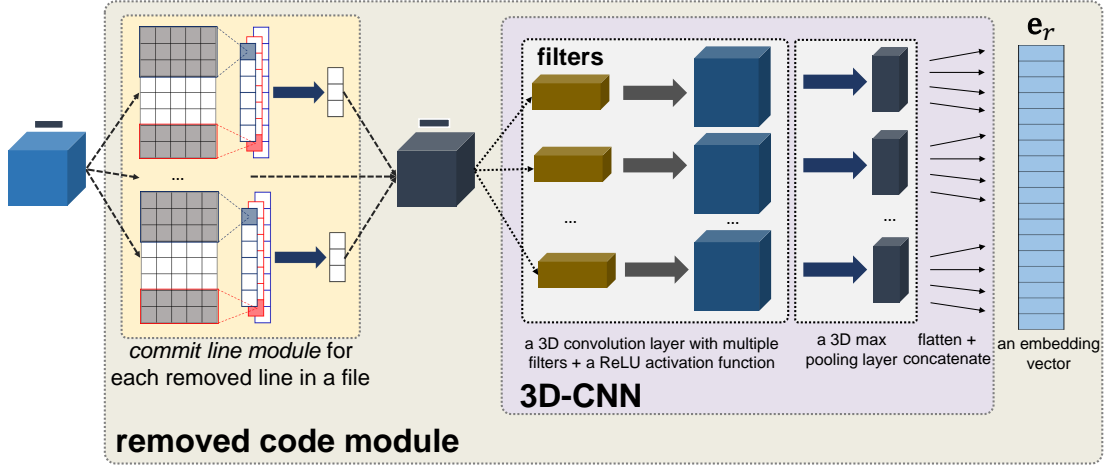 filters
e_r
...
...
...
...
...
commit line module for
each removed line in a file
a 3D convolution layer with multiple
filters + a ReLU activation function
a 3D max
pooling layer
flatten +
concatenate
an embedding
vector
3D-CNN
removed code module